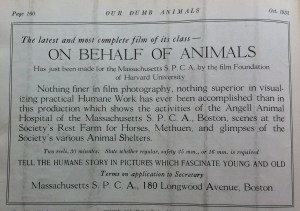 Page 160 OUR DUMB ANIMALS Oct. 1929
The latest and most complete film of its class—
ON BEHALF OF ANIMALS
Has just been made for the Massachusetts S. P. C. A. by the film Foundation
of Harvard University
Nothing finer in film photography, nothing superior in visual-
izing practical Humane Work has ever been accomplished than in
this production which shows the activities of the Angell Animal
Hospital of the Massachusetts S. P. C. A., Boston, scenes at the
Society's Rest Farm for Horses, Methuen, and glimpses of the
Society's various Animal Shelters.
Two reels, 35 minutes. State whether regular, safety 35 mm., or 16 mm. is required
TELL THE HUMANE STORY IN PICTURES WHICH FASCINATE YOUNG AND OLD
Terms on application to Secretary
Massachusetts S. P. C. A., 180 Longwood Avenue, Boston